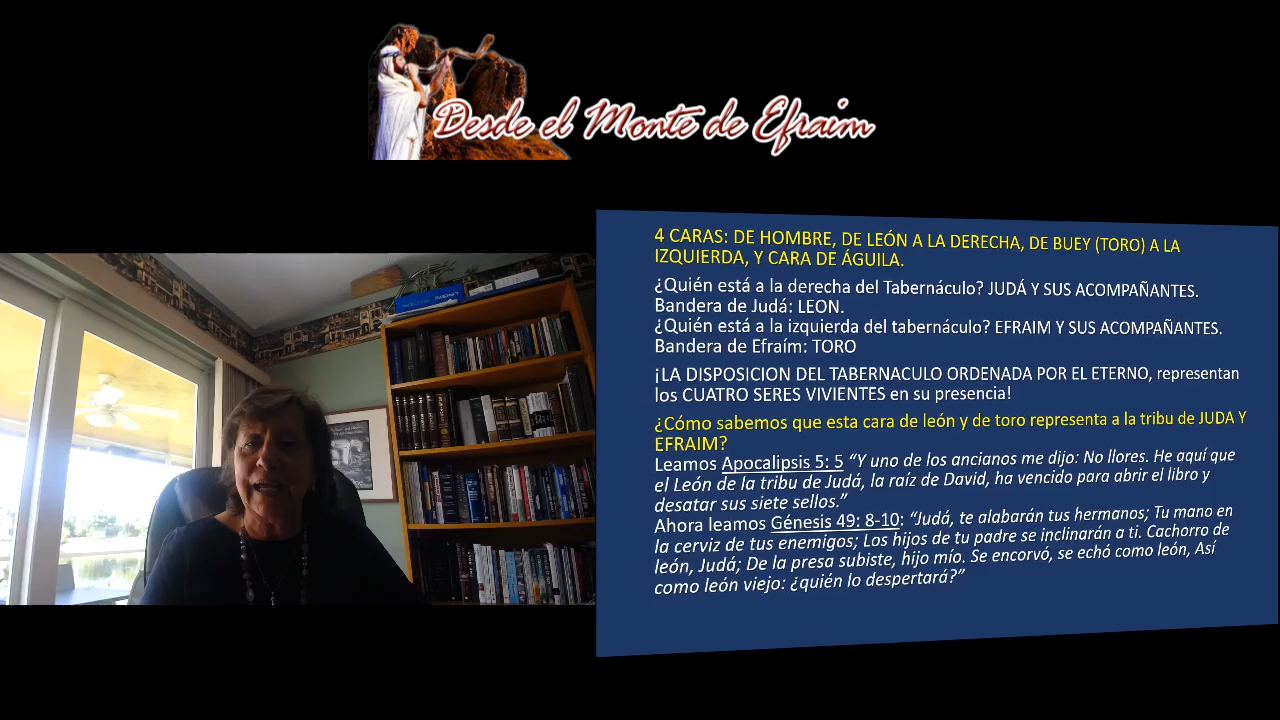 Desde el Monte de Efraim
4 CARAS: DE HOMBRE, DE LEÓN A LA DERECHA, DE BUEY (TORO) A LA
IZQUIERDA, Y CARA DE ÁGUILA.
¿Quién está a la derecha del Tabernáculo? JUDÁ Y SUS ACOMPAÑANTES.
Bandera de Judá: LEON.
¿Quién está a la izquierda del tabernáculo? EFRAIM Y SUS ACOMPAÑANTES.
Bandera de Efraím: TORO
¡LA DISPOSICION DEL TABERNACULO ORDENADA POR EL ETERNO, representan
los CUATRO SERES VIVIENTES en su presencia!
¿Cómo sabemos que esta cara de león y de toro representa a la tribu de JUDA Y
EFRAIM?
Leamos Apocalipsis 5: 5 “Y uno de los ancianos me dijo: No llores. He aquí que
el León de la tribu de Judá, la raíz de David, ha vencido para abrir el libro y
desatar sus siete sellos.”
Ahora leamos Génesis 49: 8-10: “Judá, te alabarán tus hermanos; Tu mano en
la cerviz de tus enemigos; Los hijos de tu padre se inclinarán a ti. Cachorro de
león, Judá; De la presa subiste, hijo mío. Se encorvó, se echó como león, Así
como león viejo: ¿quién lo despertará?”